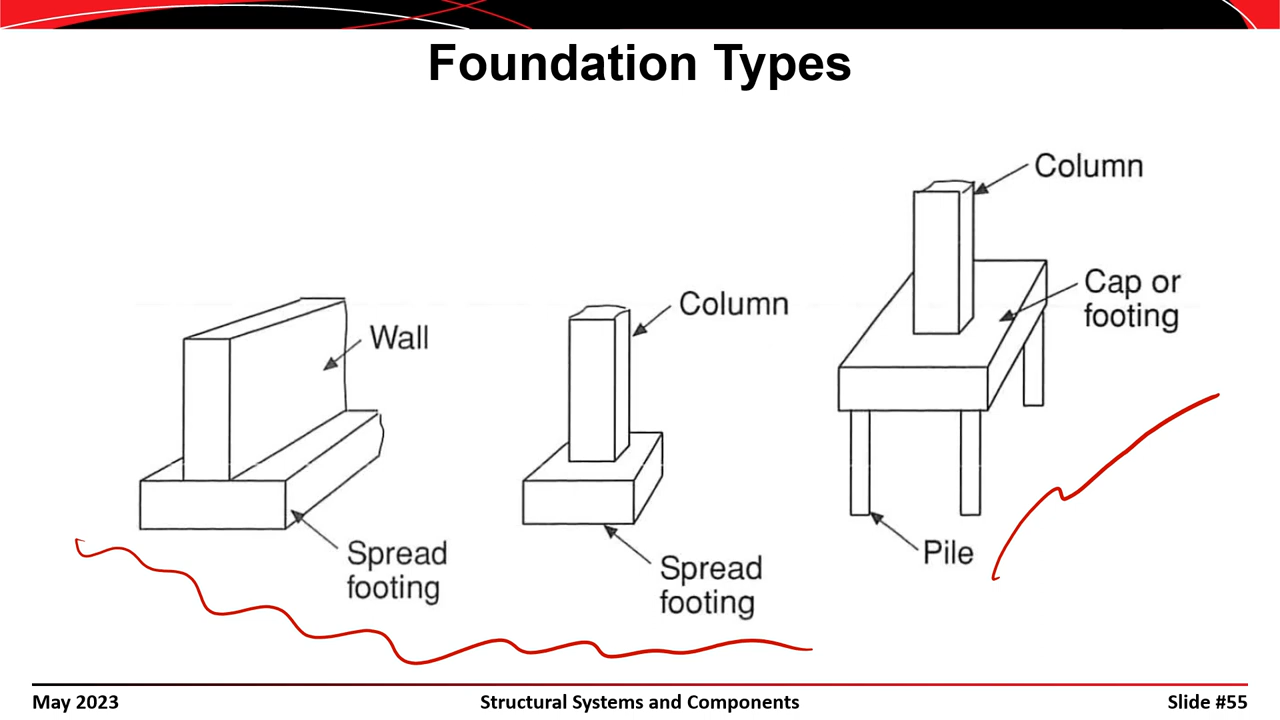 Foundation Types
Column
Cap or
footing
Column
Wall
Pile
Spread
footing
Spread
footing
May 2023
Structural Systems and Components
Slide #55